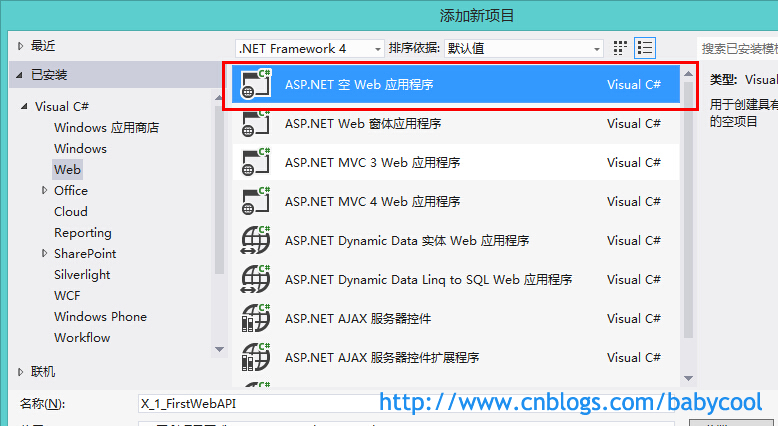 添加新项目
最近
.NET Framework 4
排序依据:
默认值
搜索已安装模板
已安装
Visual C#
Windows 应用商店
Windows
Web
Office
Cloud
Reporting
SharePoint
Silverlight
WCF
Windows Phone
Workflow
联机
ASP.NET 空 Web 应用程序 Visual C#
ASP.NET Web 窗体应用程序 Visual C#
ASP.NET MVC 3 Web 应用程序 Visual C#
ASP.NET MVC 4 Web 应用程序 Visual C#
ASP.NET Dynamic Data 实体 Web 应用程序 Visual C#
ASP.NET Dynamic Data Linq to SQL Web 应用程序 Visual C#
ASP.NET AJAX 服务器控件 Visual C#
ASP.NET AJAX 服务器控件扩展程序 Visual C#
类型: Visua
用于创建具有
的空项目
名称(N):
X_1_FirstWebAPI
http://www.cnblogs.com/babycool